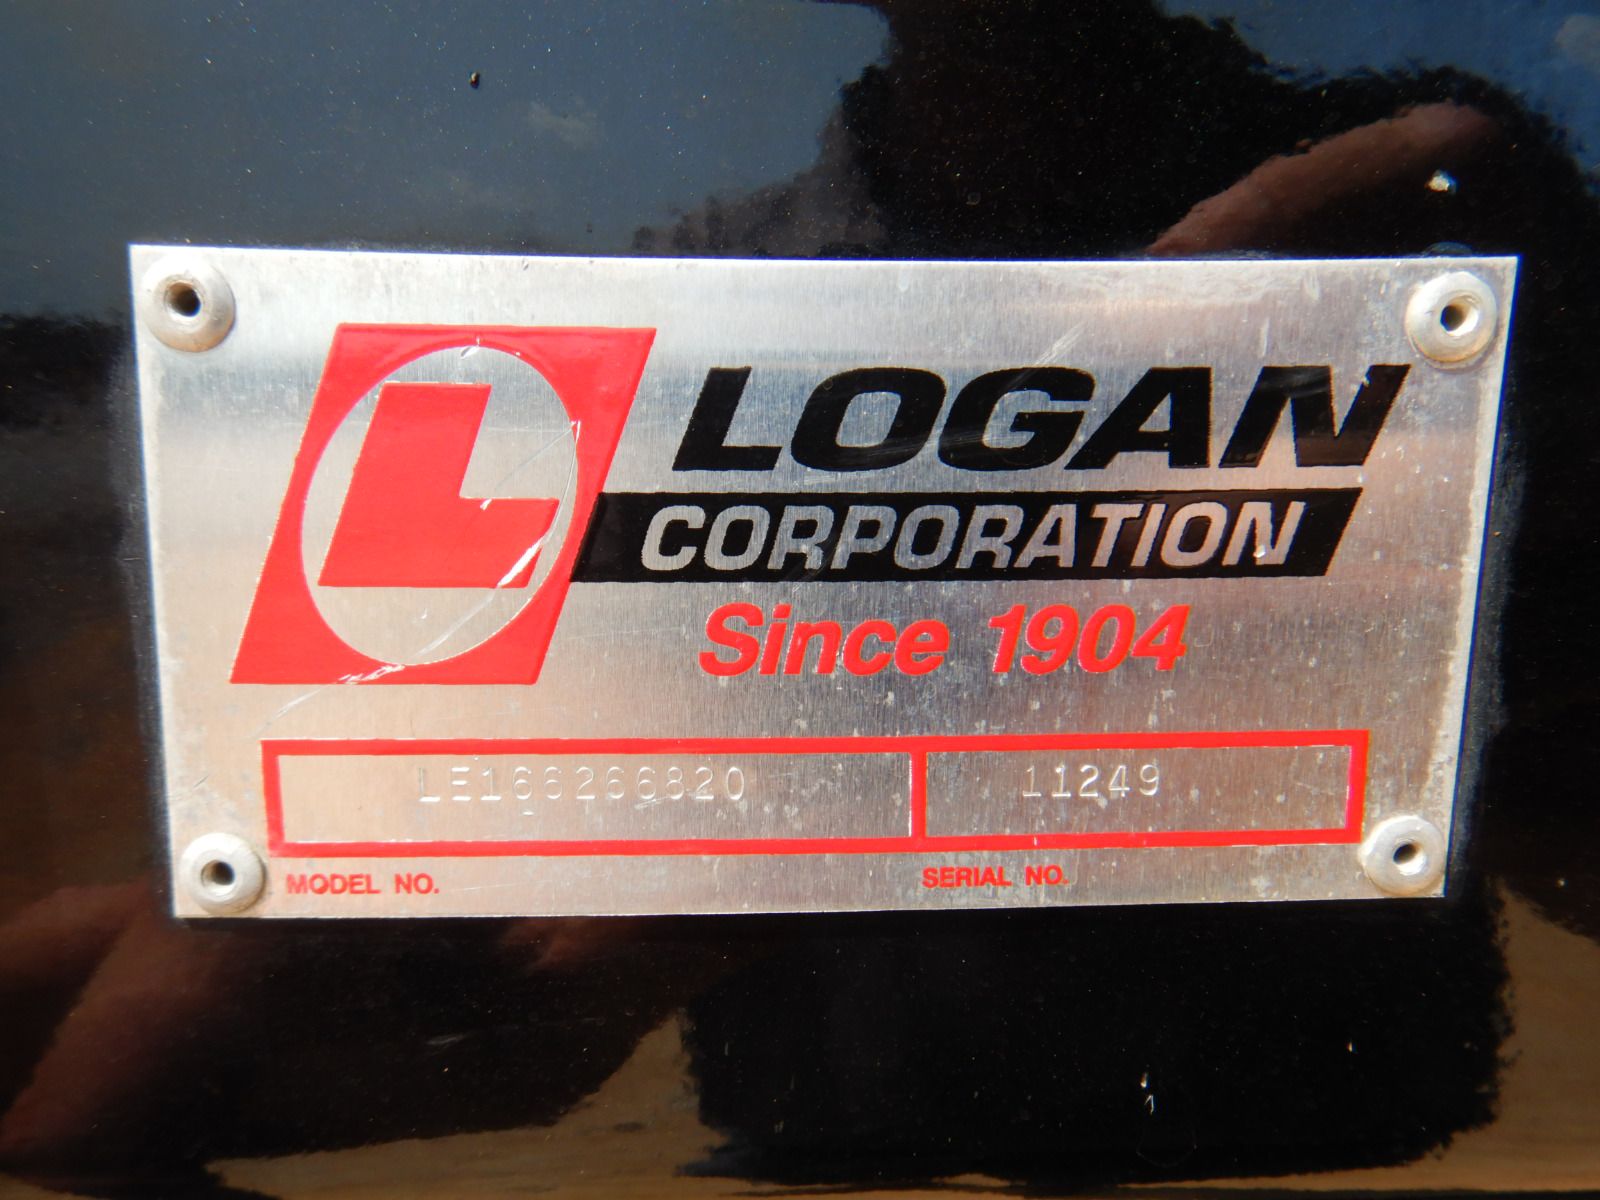 L
LOGAN
CORPORATION
Since 1904
LE166266820 11249
MODEL NO. SERIAL NO.